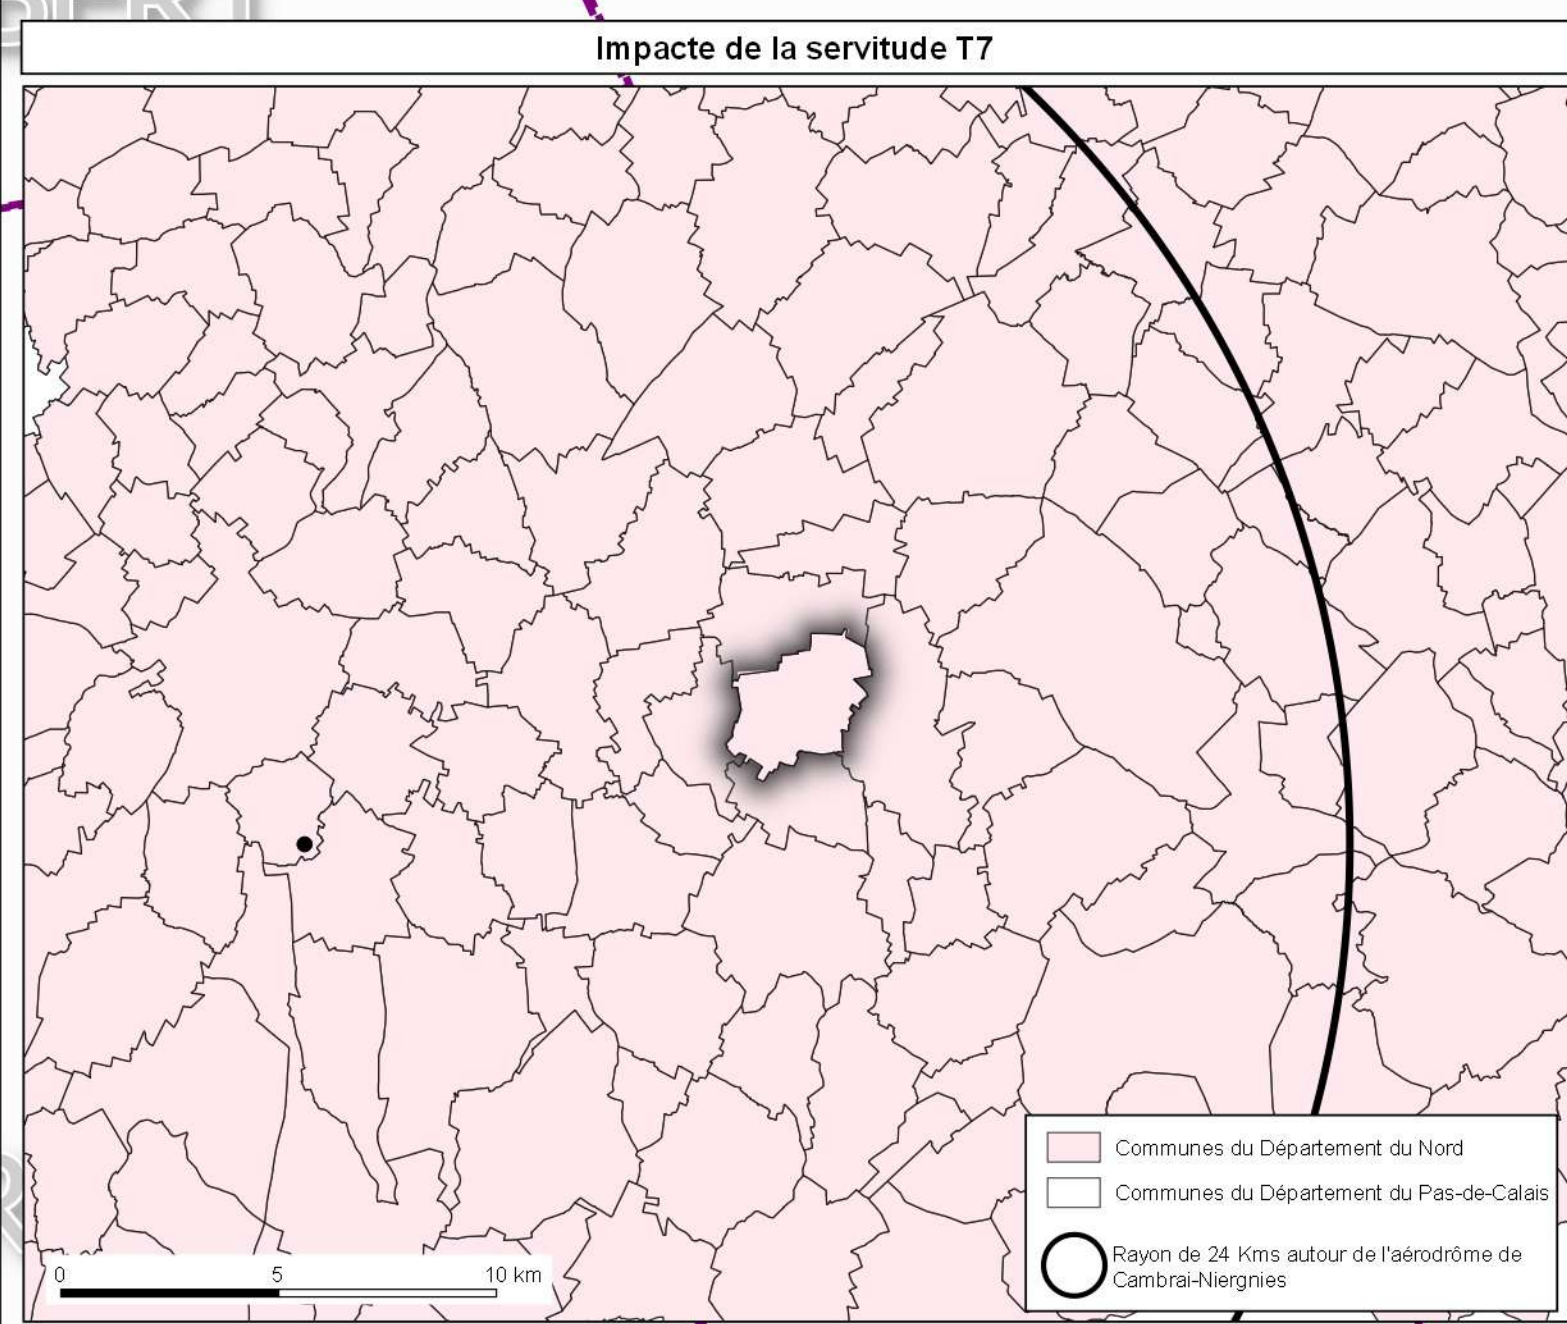 Impacte de la servitude T7
Communes du Département du Nord
Communes du Département du Pas-de-Calais
Rayon de 24 Kms autour de l'aérodrôme de
Cambrai-Niergnies
0 5 10 km